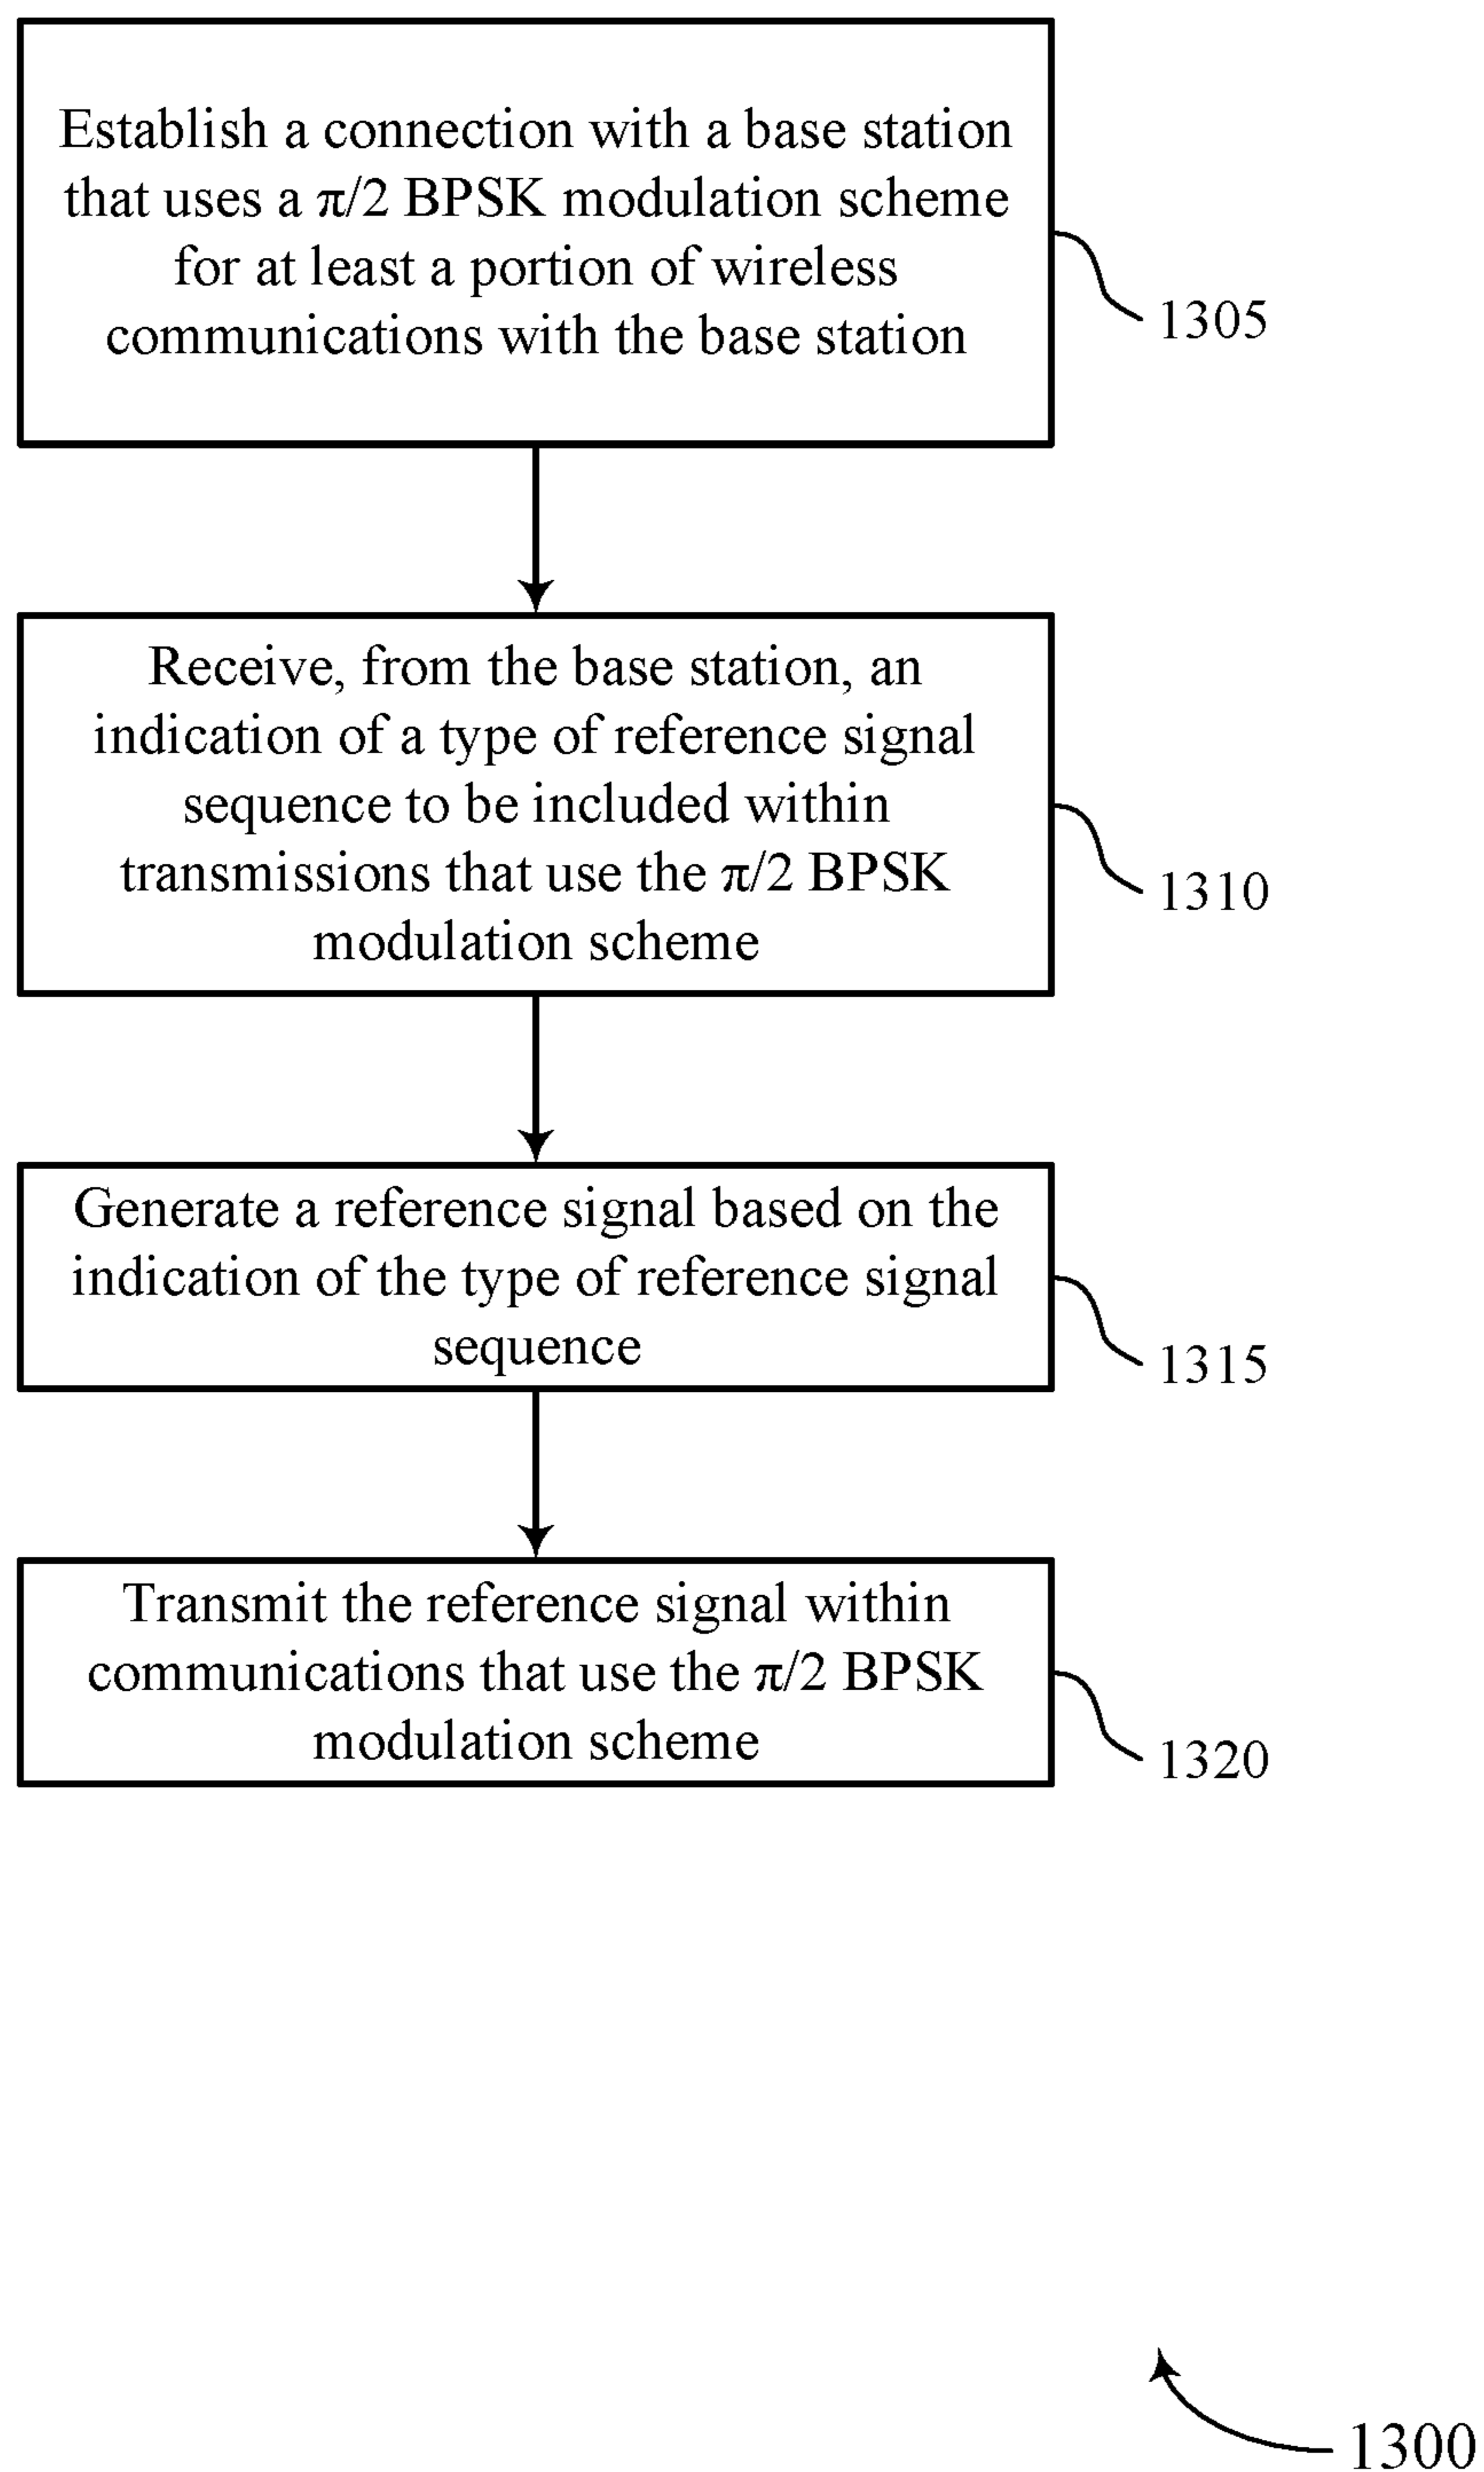 Establish a connection with a base station
that uses a π/2 BPSK modulation scheme
for at least a portion of wireless
communications with the base station
1305
Receive, from the base station, an
indication of a type of reference signal
sequence to be included within
transmissions that use the π/2 BPSK
modulation scheme
1310
Generate a reference signal based on the
indication of the type of reference signal
sequence
1315
Transmit the reference signal within
communications that use the π/2 BPSK
modulation scheme
1320
1300